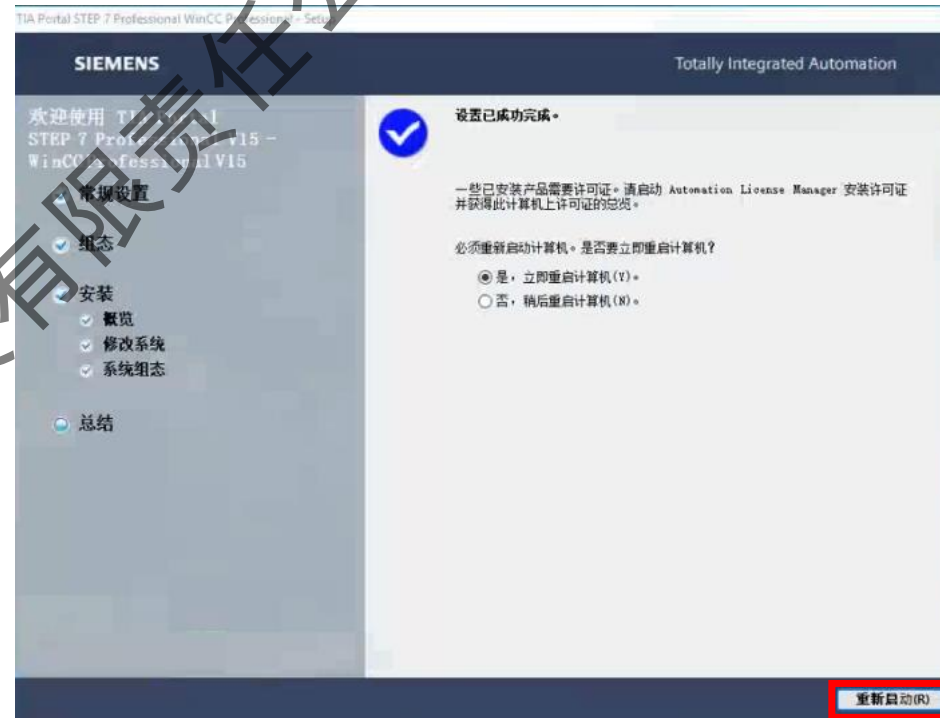 TIA Portal STEP 7 Professional WinCC Professional - Setup
SIEMENS
Totally Integrated Automation
欢迎使用 TIA Portal
STEP 7 Professional V15 -
WinCC Professional V15
常规设置
组态
安装
概览
修改系统
系统组态
总结
设置已成功完成。
一些已安装产品需要许可证。请启动 Automation License Manager 安装许可证
并获得此计算机上许可证的总览。
必须重新启动计算机。是否要立即重启计算机?
是，立即重启计算机(Y)。
否，稍后重启计算机(N)。
重新启动(R)
有限责任公